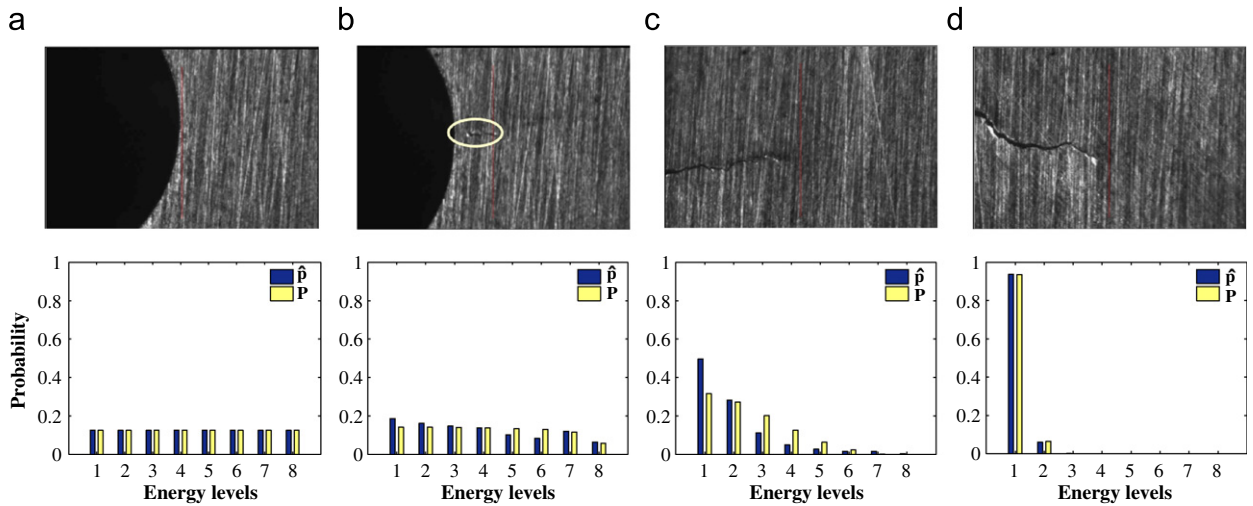 a b c d
1 1 1 1
p̂ p̂ p̂ p̂
P P P P
0.8 0.8 0.8 0.8
0.6 0.6 0.6 0.6
0.4 0.4 0.4 0.4
0.2 0.2 0.2 0.2
0 0 0 0
Probability
1 2 3 4 5 6 7 8 1 2 3 4 5 6 7 8 1 2 3 4 5 6 7 8 1 2 3 4 5 6 7 8
Energy levels Energy levels Energy levels Energy levels